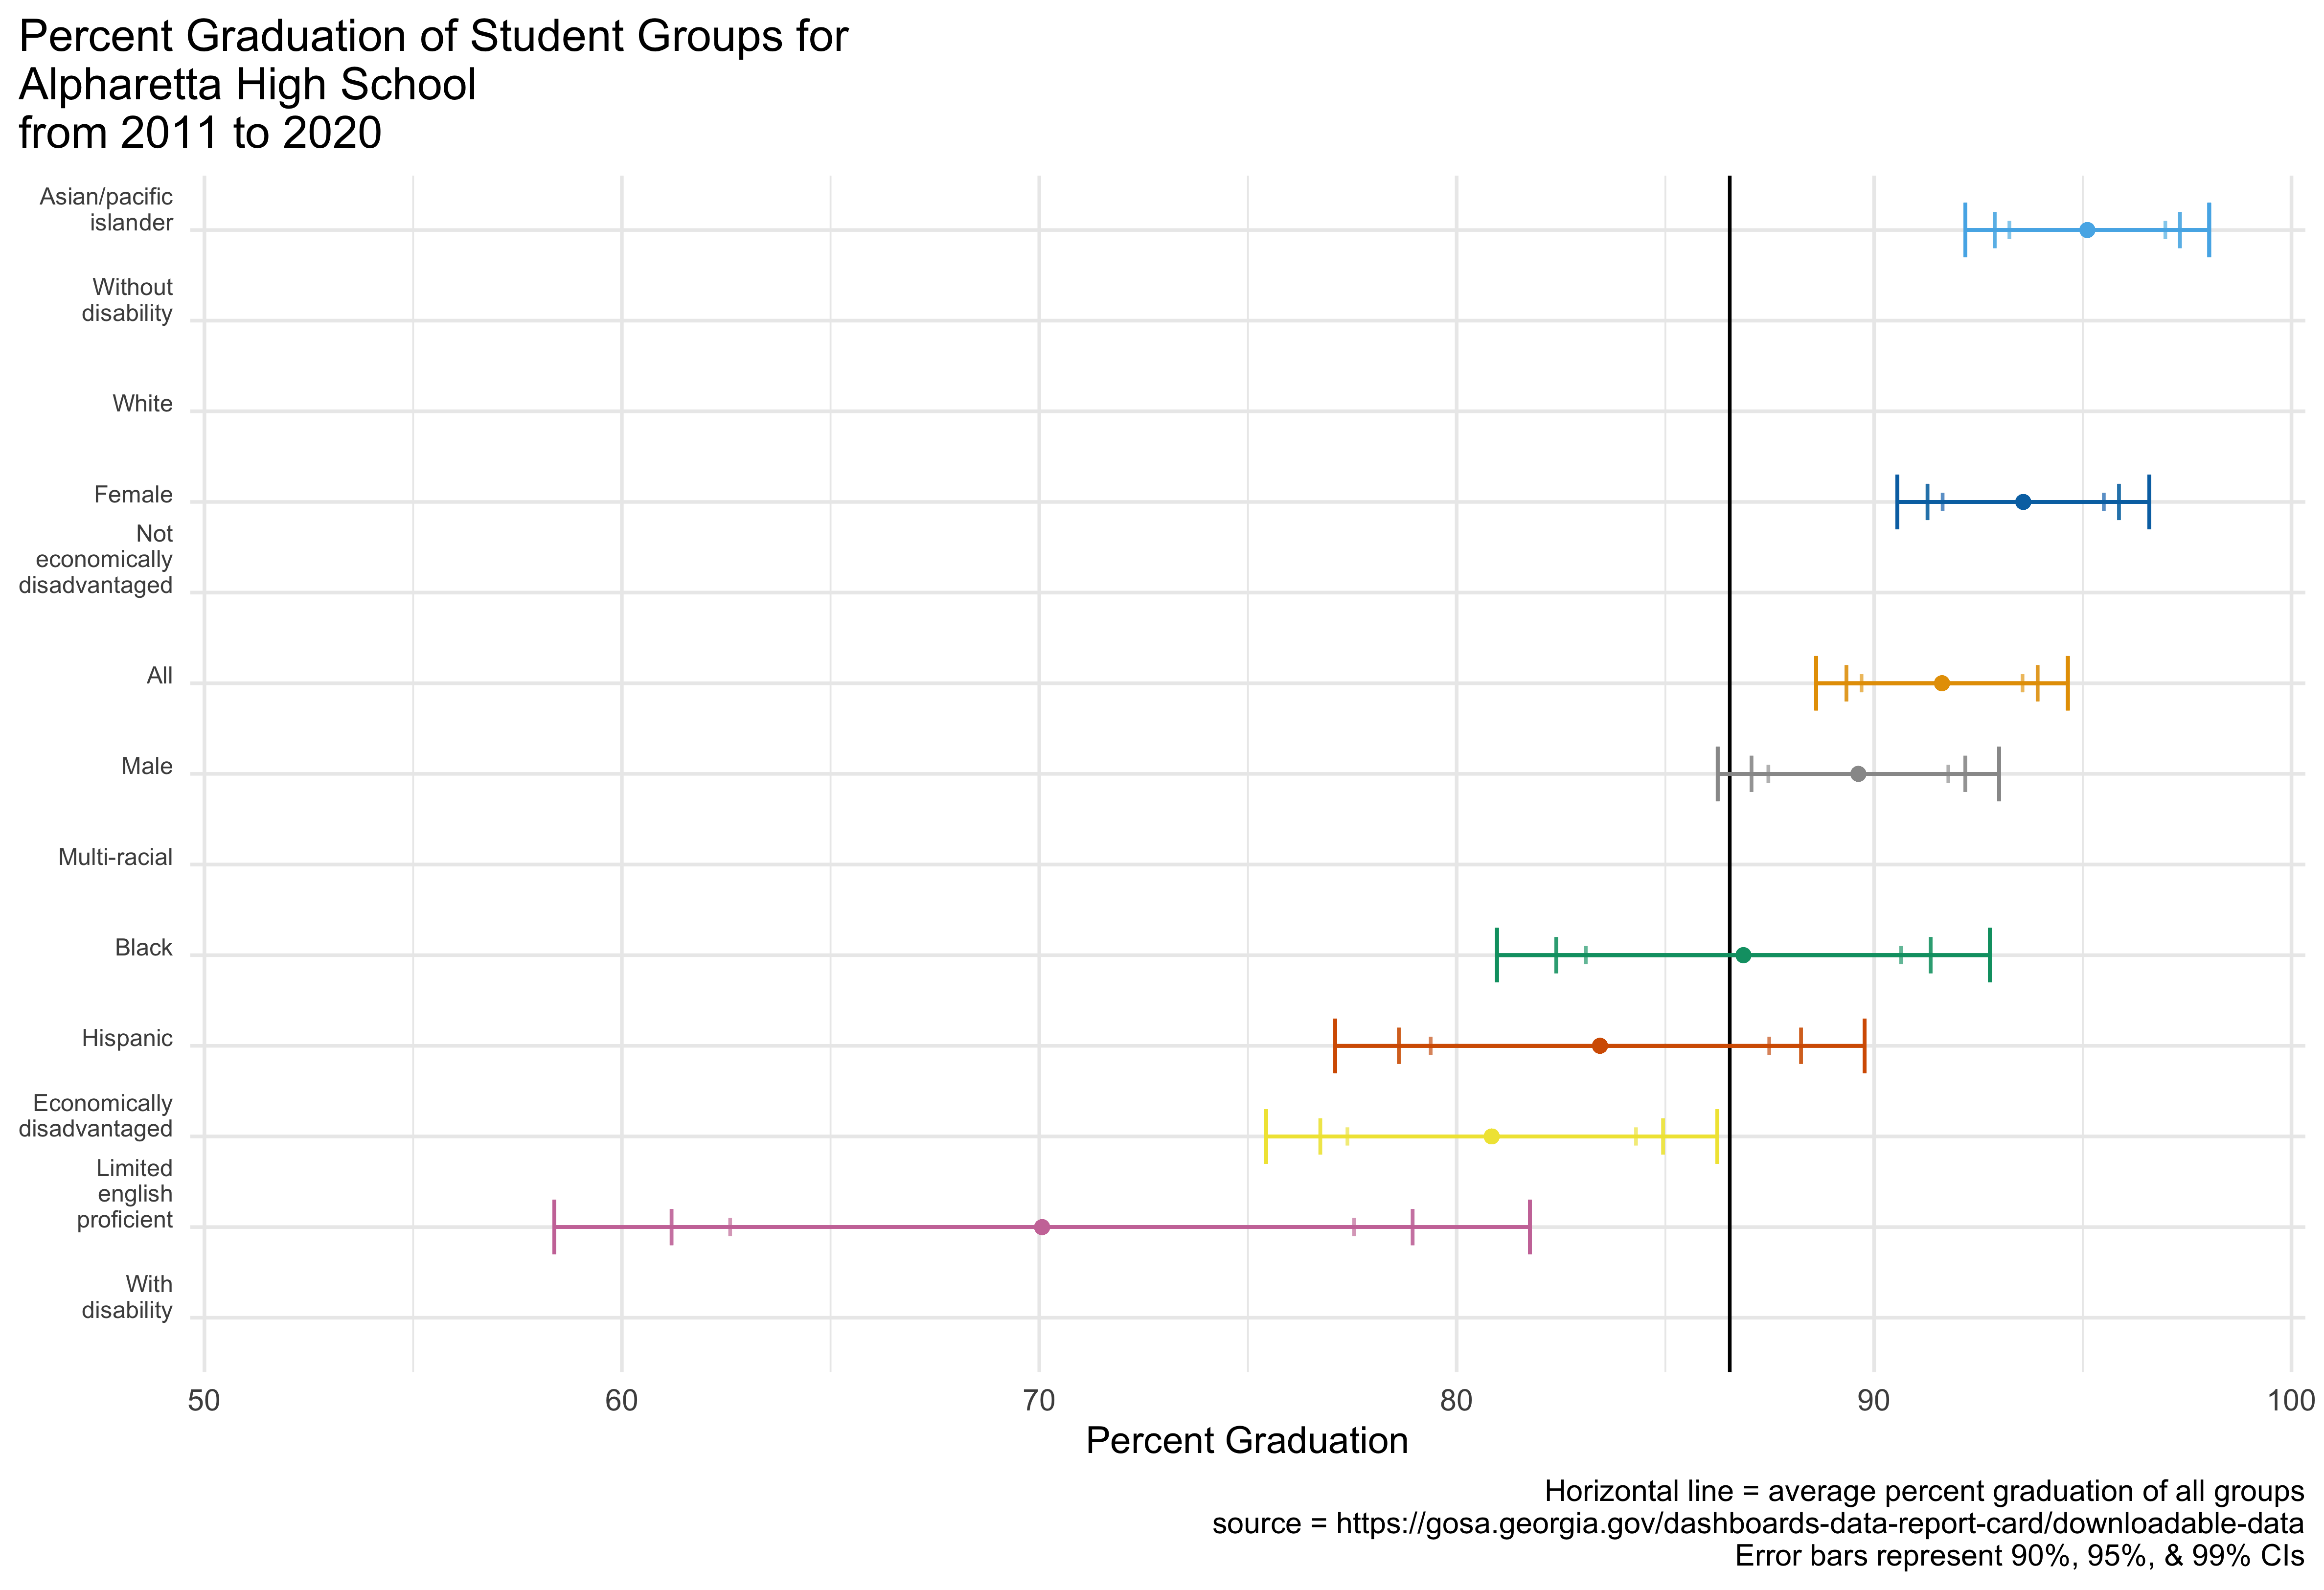 Percent Graduation of Student Groups for
Alpharetta High School
from 2011 to 2020
Asian/pacific
islander
Without
disability
White
Female
Not
economically
disadvantaged
All
Male
Multi-racial
Black
Hispanic
Economically
disadvantaged
Limited
english
proficient
With
disability
50 60 70 80 90 100
Percent Graduation
Horizontal line = average percent graduation of all groups
source = https://gosa.georgia.gov/dashboards-data-report-card/downloadable-data
Error bars represent 90%, 95%, & 99% CIs